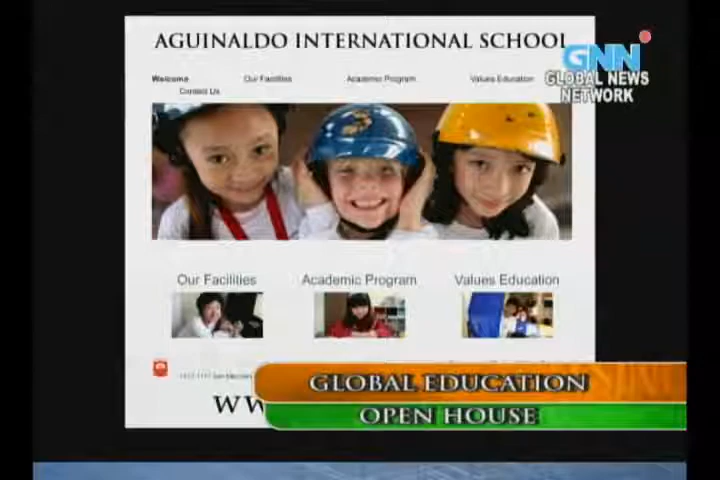 AGUINALDO INTERNATIONAL SCHOOL
GNN
GLOBAL NEWS
NETWORK
Welcome
Our Facilities
Academic Program
Values Education
Contact Us
Our Facilities
Academic Program
Values Education
GLOBAL EDUCATION
OPEN HOUSE